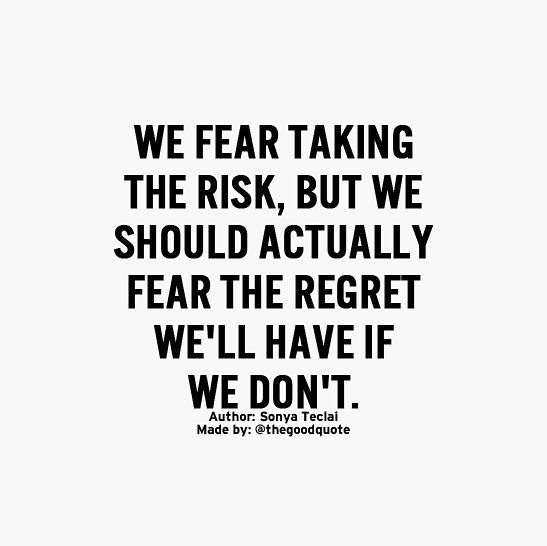 WE FEAR TAKING
THE RISK, BUT WE
SHOULD ACTUALLY
FEAR THE REGRET
WE'LL HAVE IF
WE DON'T.
Author: Sonya Teclai
Made by: @thegoodquote